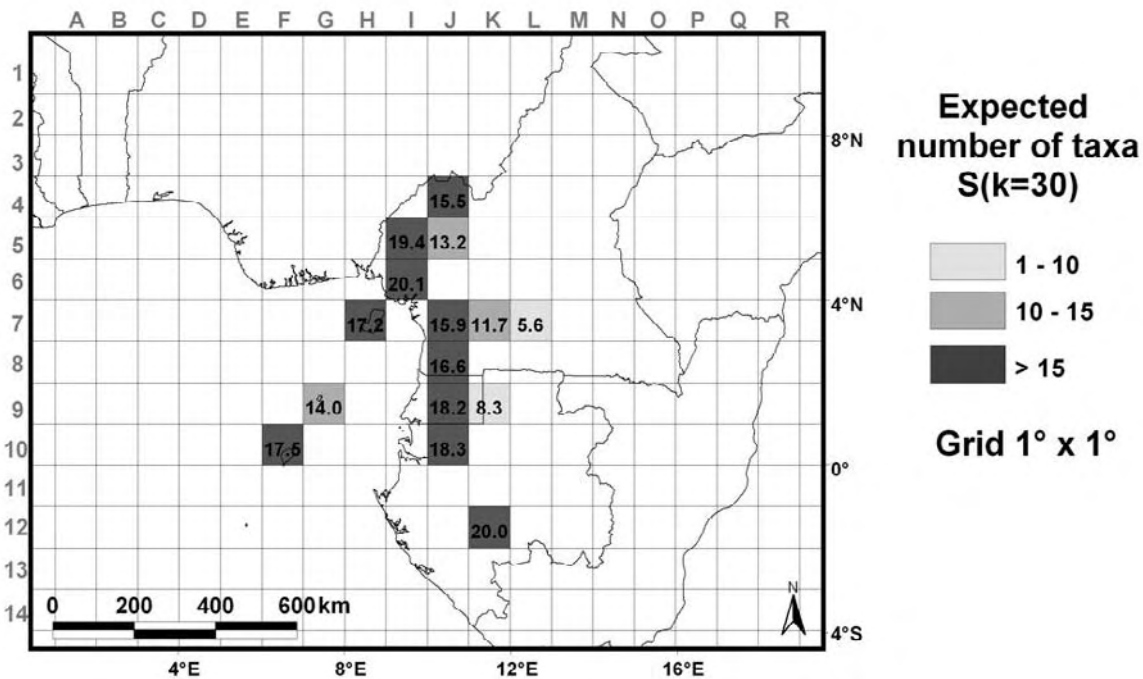 A B C D E F G H I J K L M N O P Q R
1
2
8°N
3
4 15.5
5 19.4 13.2
6 20.1
4°N
7 17.2 15.9 11.7 5.6
8 16.6
9 14.0 18.2 8.3
10 17.5 18.3
0°
11
12 20.0
13
14
0 200 400 600 km
N
4°S
4°E 8°E 12°E 16°E
Expected
number of taxa
S(k=30)
1 - 10
10 - 15
> 15
Grid 1° x 1°